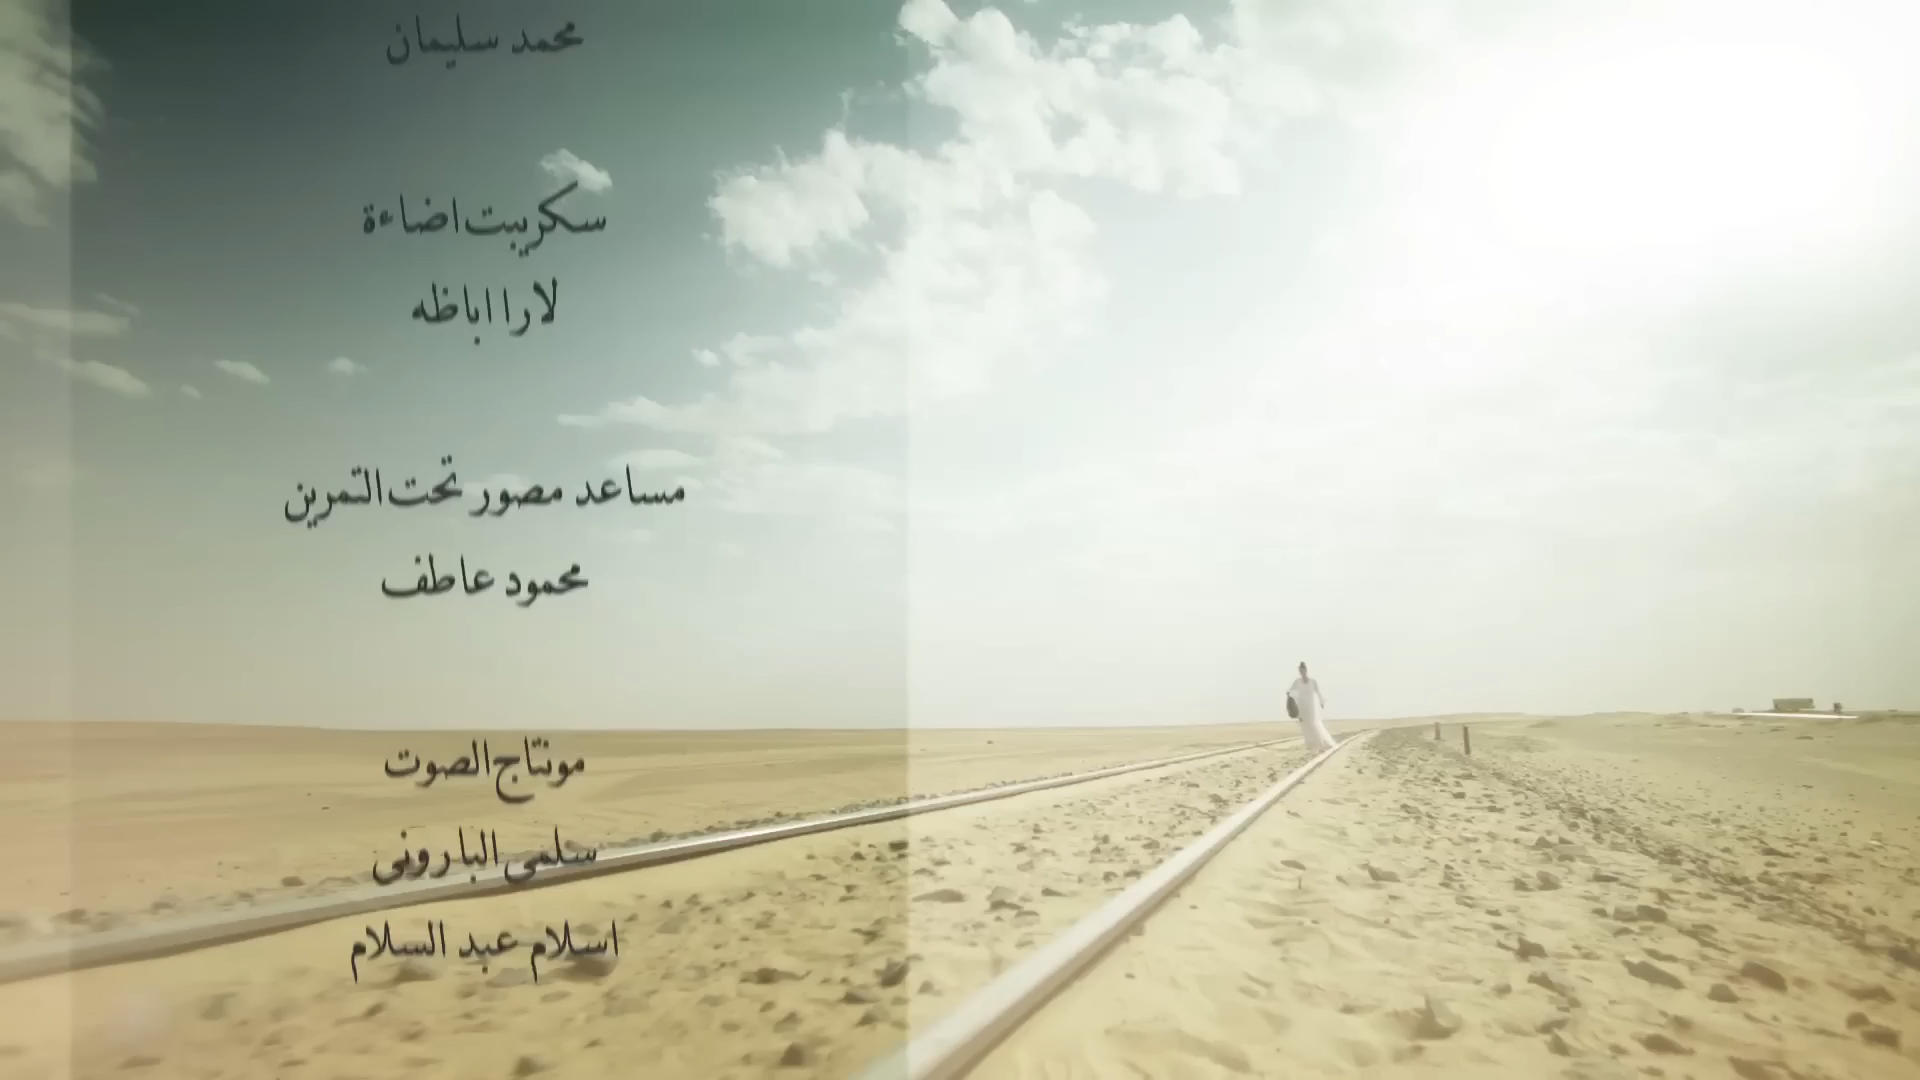 محمد سليمان
سكريبت اضاءة
لارا اباظه
مساعد مصور تحت التمرين
محمود عاطف
مونتاج الصوت
سلمى البارونى
اسلام عبد السلام